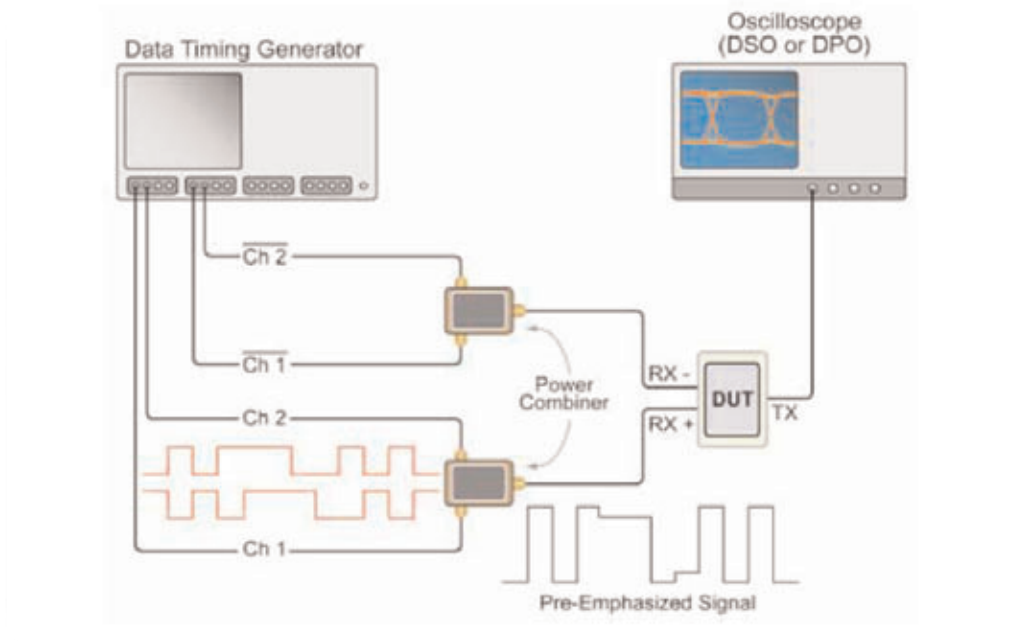 Data Timing Generator
Oscilloscope
(DSO or DPO)
Ch 2
Ch 1
Power
Combiner
Ch 2
Ch 1
RX -
RX +
DUT
TX
Pre-Emphasized Signal